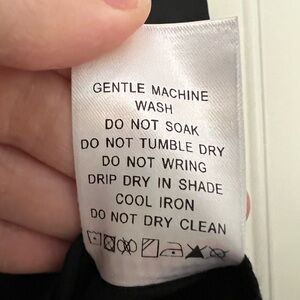 GENTLE MACHINE
WASH
DO NOT SOAK
DO NOT TUMBLE DRY
DO NOT WRING
DRIP DRY IN SHADE
COOL IRON
DO NOT DRY CLEAN